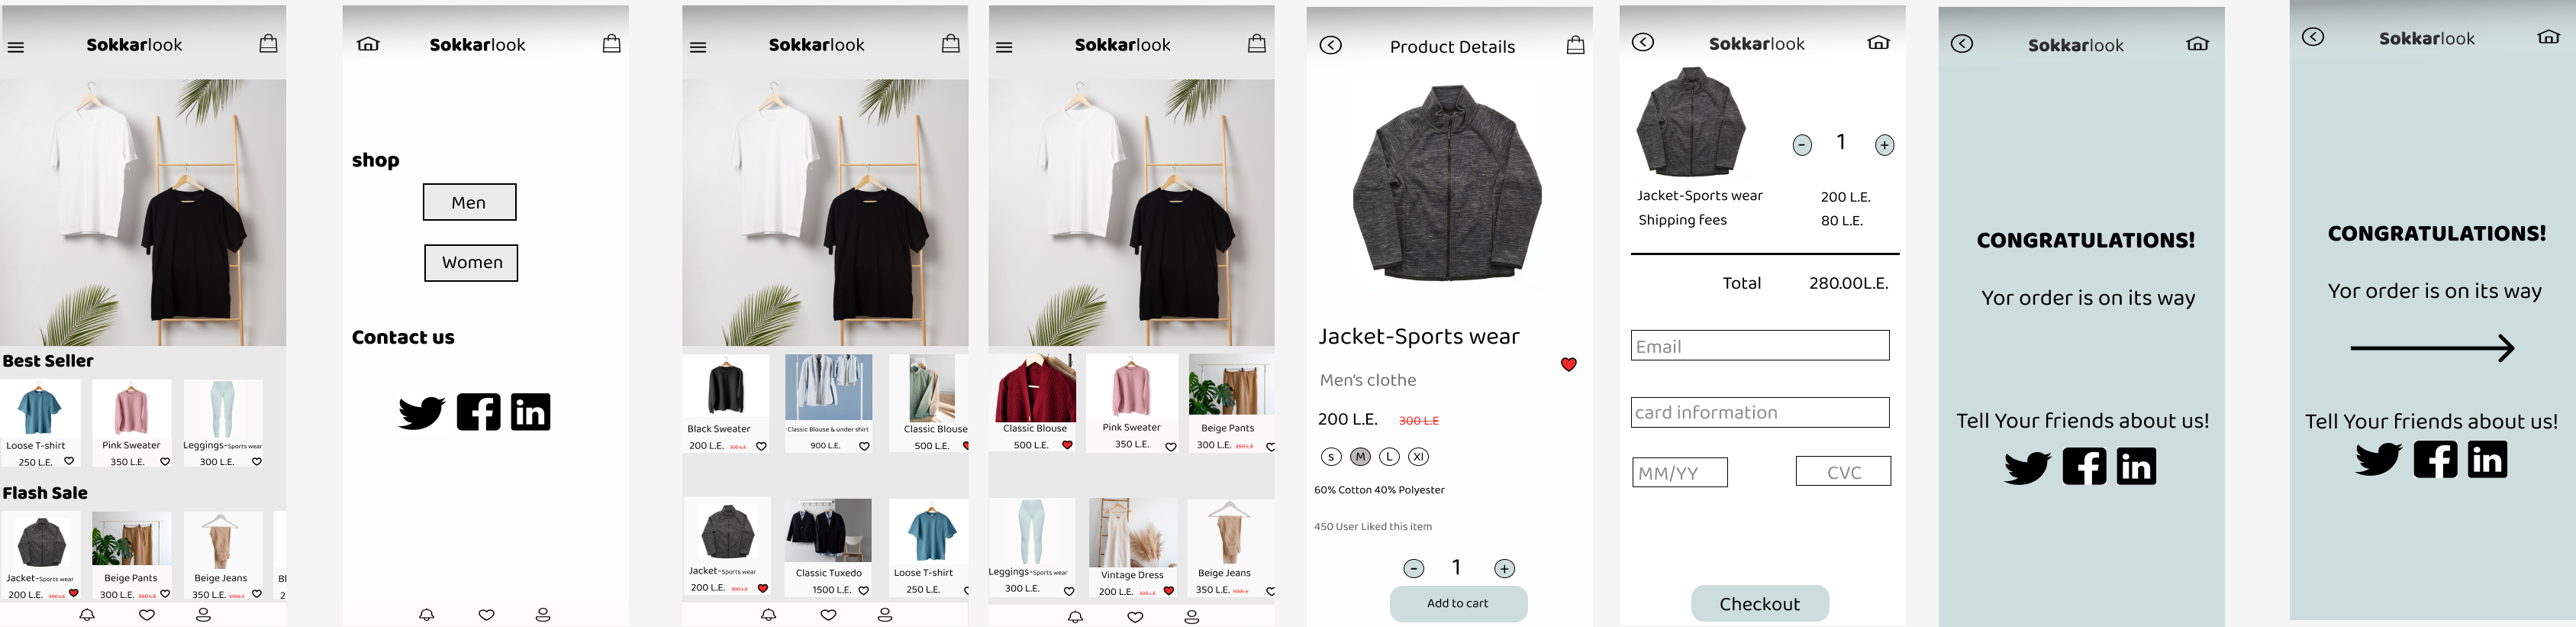 Sokkarlook
Best Seller
Loose T-shirt
250 L.E.
Pink Sweater
350 L.E.
Leggings-Sports wear
300 L.E.
Flash Sale
Jacket-Sports wear
200 L.E. 300 L.E
Beige Pants
300 L.E. 350 L.E
Beige Jeans
350 L.E.
Bl
2
Sokkarlook
shop
Men
Women
Contact us
Sokkarlook
Black Sweater
200 L.E. 300 L.E
Classic Blouse & under shirt
900 L.E.
Classic Blouse
500 L.E.
Jacket-Sports wear
200 L.E. 300 L.E
Classic Tuxedo
1500 L.E.
Loose T-shirt
250 L.E.
Sokkarlook
Classic Blouse
500 L.E.
Pink Sweater
350 L.E.
Beige Pants
300 L.E. 350 L.E
Leggings-Sports wear
300 L.E.
Vintage Dress
200 L.E.
Beige Jeans
350 L.E.
Product Details
Jacket-Sports wear
Men's clothe
200 L.E. 300 L.E
S M L Xl
60% Cotton 40% Polyester
450 User Liked this item
- 1 +
Add to cart
Sokkarlook
- 1 +
Jacket-Sports wear 200 L.E.
Shipping fees 80 L.E.
Total 280.00L.E.
Email
card information
MM/YY CVC
Checkout
Sokkarlook
CONGRATULATIONS!
Yor order is on its way
Tell Your friends about us!
Sokkarlook
CONGRATULATIONS!
Yor order is on its way
Tell Your friends about us!